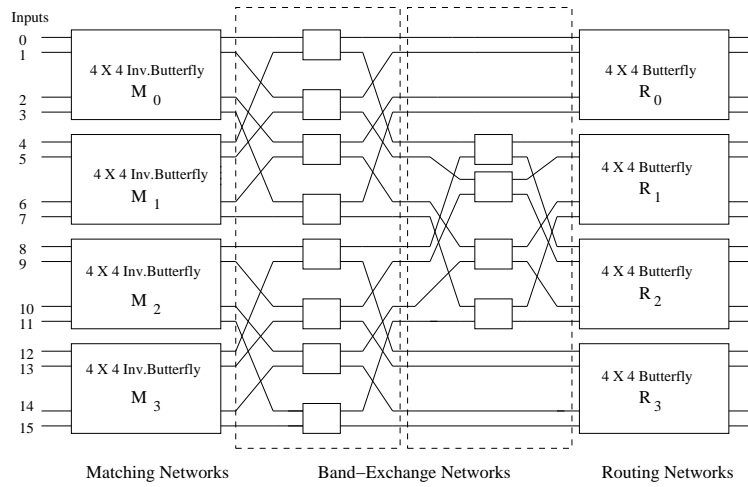 Inputs
0
1
2
3
4
5
6
7
8
9
10
11
12
13
14
15
4 X 4 Inv.Butterfly
M 0
4 X 4 Inv.Butterfly
M 1
4 X 4 Inv.Butterfly
M 2
4 X 4 Inv.Butterfly
M 3
4 X 4 Butterfly
R 0
4 X 4 Butterfly
R 1
4 X 4 Butterfly
R 2
4 X 4 Butterfly
R 3
Matching Networks
Band–Exchange Networks
Routing Networks